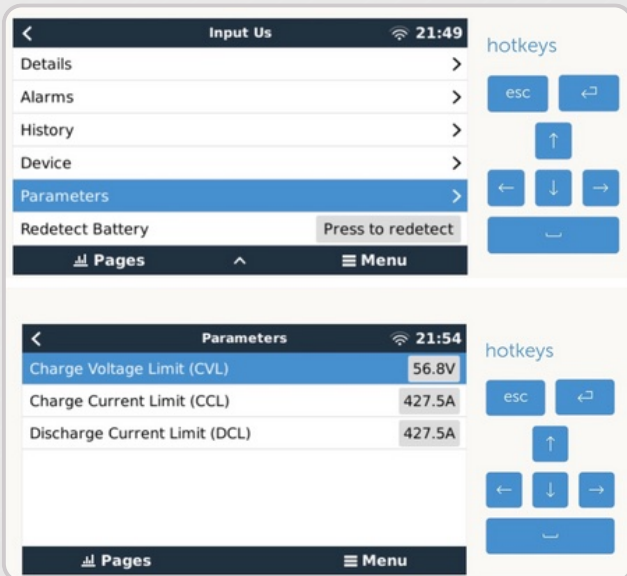 Input Us 21:49
Details
Alarms
History
Device
Parameters
Redetect Battery Press to redetect
Pages Menu
hotkeys
esc
Parameters 21:54
Charge Voltage Limit (CVL) 56.8V
Charge Current Limit (CCL) 427.5A
Discharge Current Limit (DCL) 427.5A
Pages Menu
hotkeys
esc